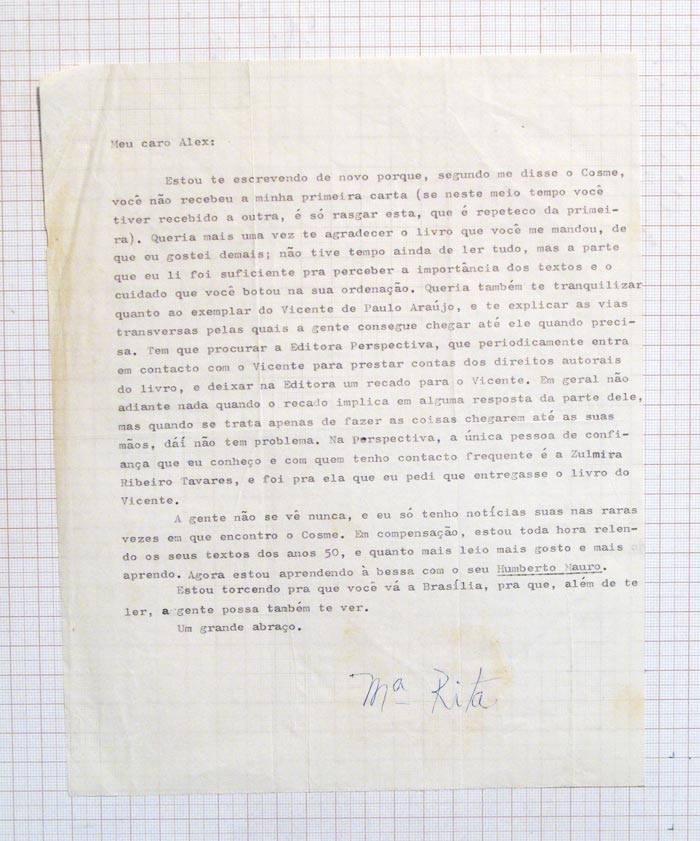 Meu caro Alex:
Estou te escrevendo de novo porque, segundo me disse o Cosme,
você não recebeu a minha primeira carta (se neste meio tempo você
tiver recebido a outra, é só rasgar esta, que é repeteco da primei-
ra). Queria mais uma vez te agradecer o livro que você me mandou, de
que eu gostei demais; não tive tempo ainda de ler tudo, mas a parte
que eu li foi suficiente pra perceber a importância dos textos e o
cuidado que você botou na sua ordenação. Queria também te tranquilizar
quanto ao exemplar do Vicente de Paulo Araújo, e te explicar as vias
transversas pelas quais a gente consegue chegar até ele quando preci-
sa. Tem que procurar a Editora Perspectiva, que periodicamente entra
em contacto com o Vicente para prestar contas dos direitos autorais
do livro, e deixar na Editora um recado para o Vicente. Em geral não
adiante nada quando o recado implica em alguma resposta da parte dele,
mas quando se trata apenas de fazer as coisas chegarem até as suas
mãos, dáí não tem problema. Na Perspectiva, a única pessoa de confi-
ança que eu conheço e com quem tenho contacto frequente é a Zulmira
Ribeiro Tavares, e foi pra ela que eu pedi que entregasse o livro do
Vicente.
A gente não se vê nunca, e eu só tenho notícias suas nas raras
vezes em que encontro o Cosme. Em compensação, estou toda hora relen-
do os seus textos dos anos 50, e quanto mais leio mais gosto e mais
aprendo. Agora estou aprendendo à bessa com o seu Humberto Mauro.
Estou torcendo pra que você vá a Brasília, pra que, além de te
ler, a gente possa também te ver.
Um grande abraço.
Mª Rita